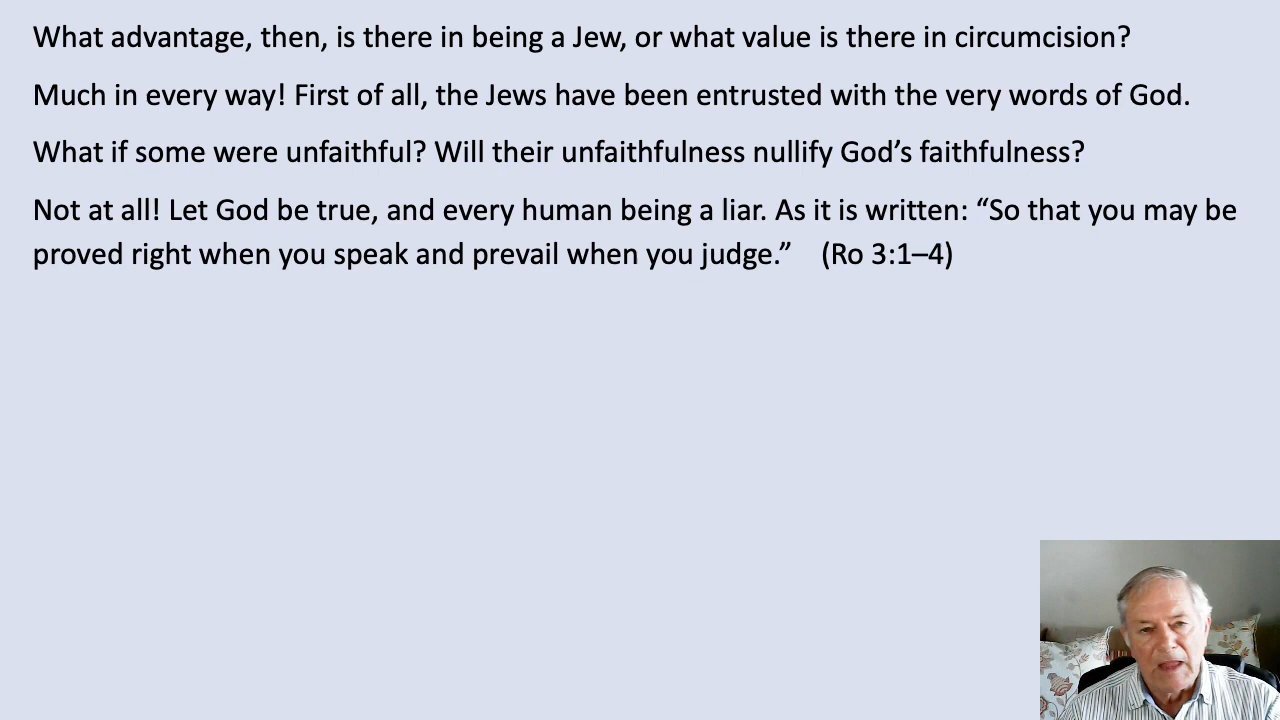 What advantage, then, is there in being a Jew, or what value is there in circumcision?
Much in every way! First of all, the Jews have been entrusted with the very words of God.
What if some were unfaithful? Will their unfaithfulness nullify God’s faithfulness?
Not at all! Let God be true, and every human being a liar. As it is written: “So that you may be
proved right when you speak and prevail when you judge.” (Ro 3:1–4)